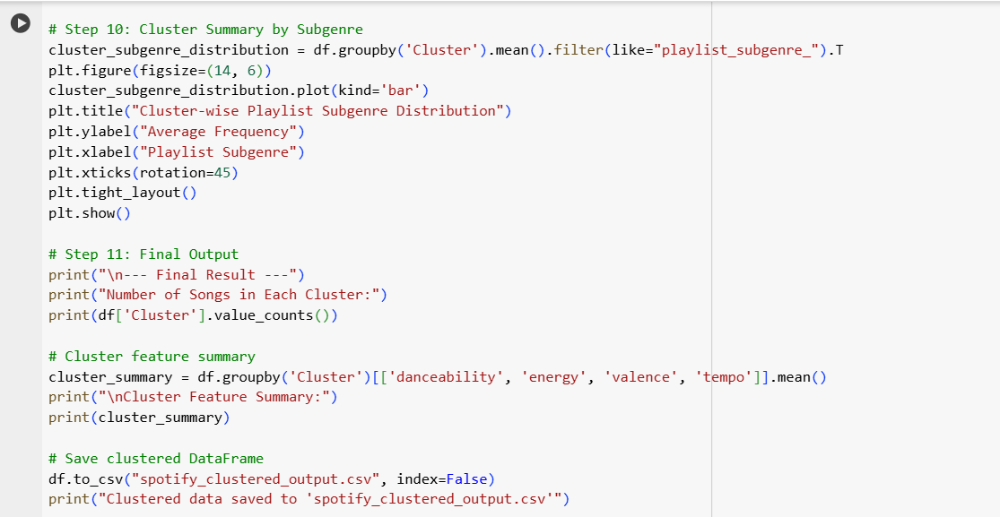 # Step 10: Cluster Summary by Subgenre
cluster_subgenre_distribution = df.groupby('Cluster').mean().filter(like="playlist_subgenre_").T
plt.figure(figsize=(14, 6))
cluster_subgenre_distribution.plot(kind='bar')
plt.title("Cluster-wise Playlist Subgenre Distribution")
plt.ylabel("Average Frequency")
plt.xlabel("Playlist Subgenre")
plt.xticks(rotation=45)
plt.tight_layout()
plt.show()

# Step 11: Final Output
print("\n--- Final Result ---")
print("Number of Songs in Each Cluster:")
print(df['Cluster'].value_counts())

# Cluster feature summary
cluster_summary = df.groupby('Cluster')[['danceability', 'energy', 'valence', 'tempo']].mean()
print("\nCluster Feature Summary:")
print(cluster_summary)

# Save clustered DataFrame
df.to_csv("spotify_clustered_output.csv", index=False)
print("Clustered data saved to 'spotify_clustered_output.csv'")